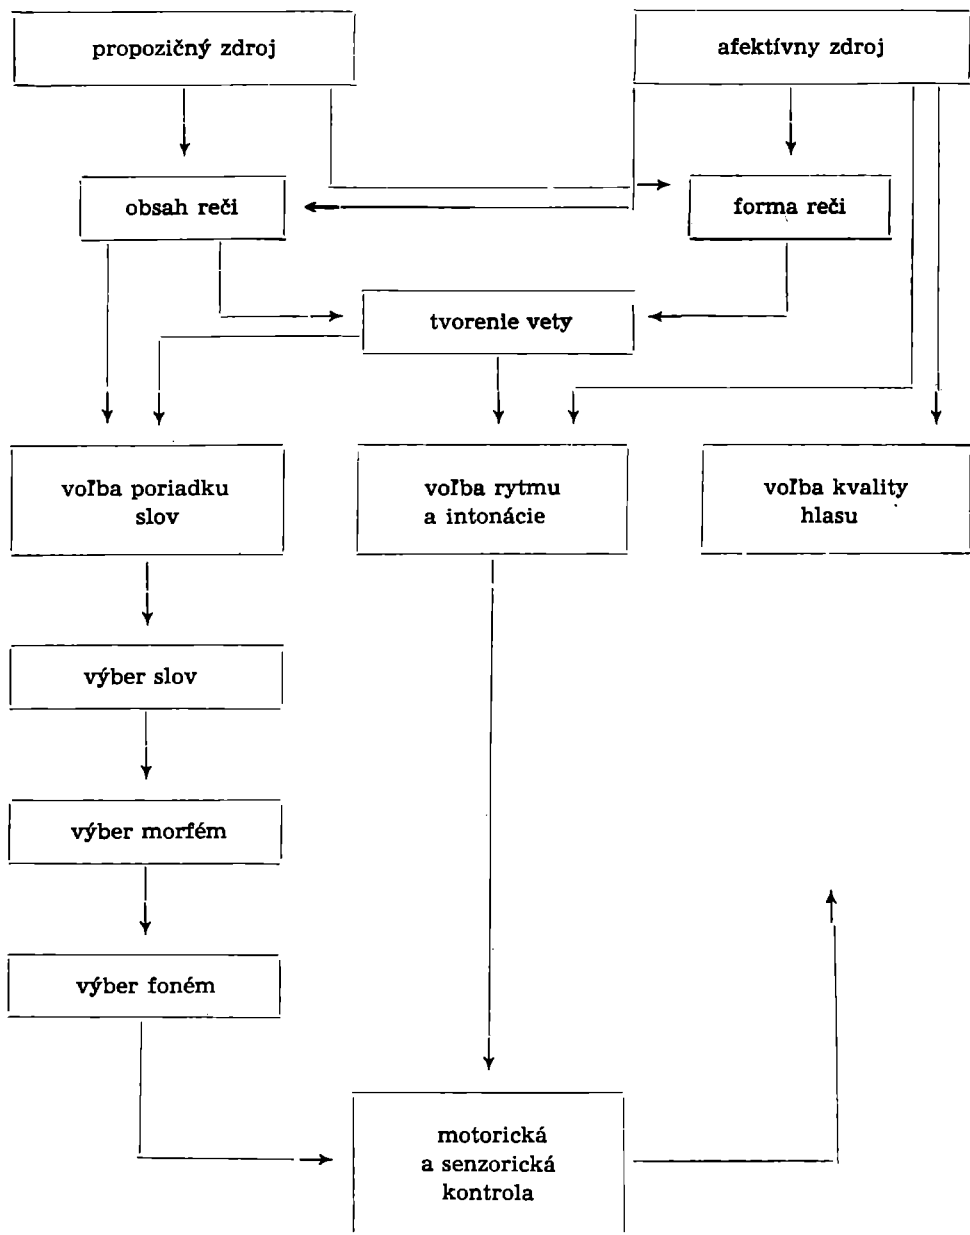 propozičný zdroj
afektívny zdroj
obsah reči
forma reči
tvorenie vety
voľba poriadku
slov
voľba rytmu
a intonácie
voľba kvality
hlasu
výber slov
výber morfém
výber foném
motorická
a senzorická
kontrola